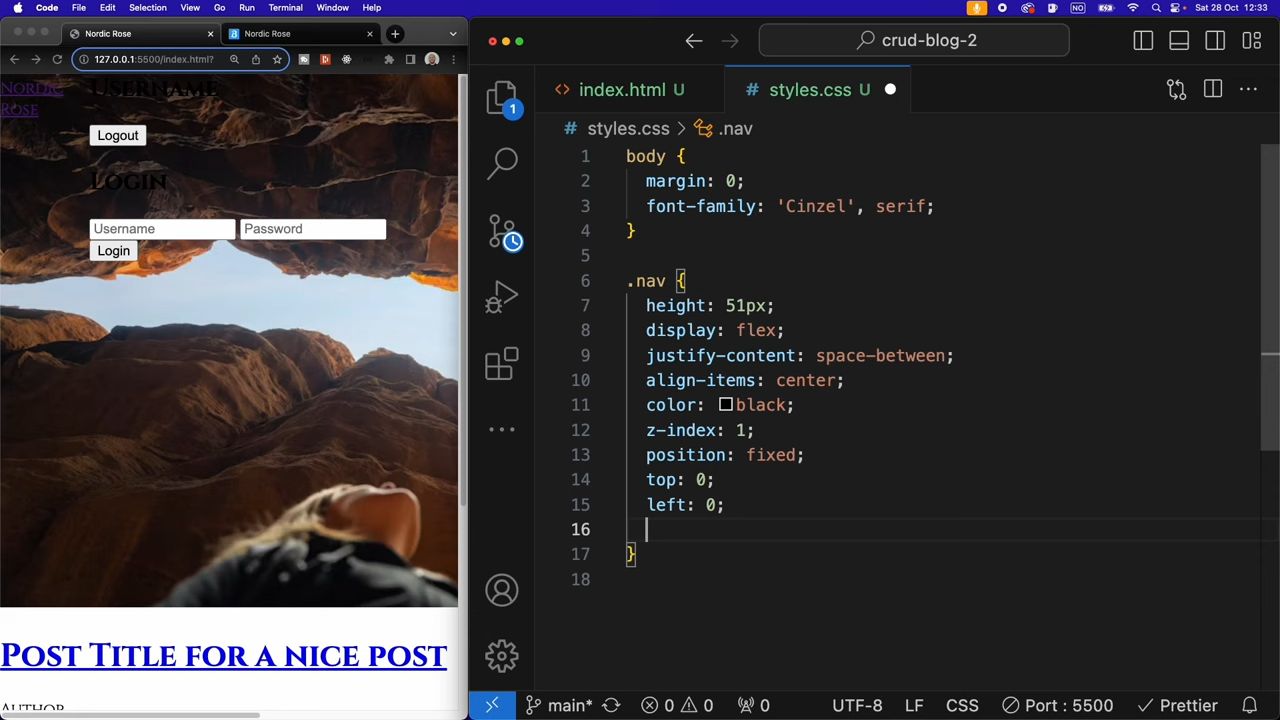 Code File Edit Selection View Go Run Terminal Window Help
NO Sat 28 Oct 12:33
Nordic Rose
Nordic Rose
127.0.0.1:5500/index.html?
Nordic
Rose
Username
Logout
Login
Username Password
Login
Post Title for a nice post
Author
crud-blog-2
1
index.html U
# styles.css U
# styles.css > .nav
1 body {
2 margin: 0;
3 font-family: 'Cinzel', serif;
4 }
5
6 .nav {
7 height: 51px;
8 display: flex;
9 justify-content: space-between;
10 align-items: center;
11 color: black;
12 z-index: 1;
13 position: fixed;
14 top: 0;
15 left: 0;
16
17 }
18
main* 0 0 0 UTF-8 LF CSS Port : 5500 Prettier